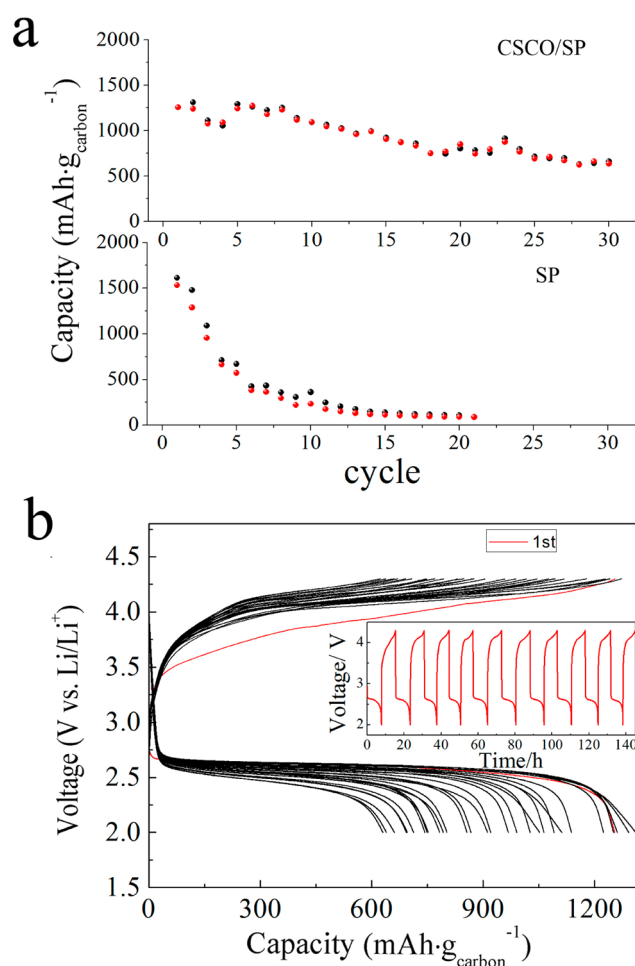 a
CSCO/SP
2000
1500
1000
500
0
0 5 10 15 20 25 30
Capacity (mAh·g_carbon^-1)
SP
2000
1500
1000
500
0
0 5 10 15 20 25 30
cycle
b
1st
4.5
4.0
3.5
3.0
2.5
2.0
1.5
Voltage (V vs. Li/Li^+)
Voltage/ V
4
3
2
0 20 40 60 80 100 120 140
Time/h
0 300 600 900 1200
Capacity (mAh·g_carbon^-1)